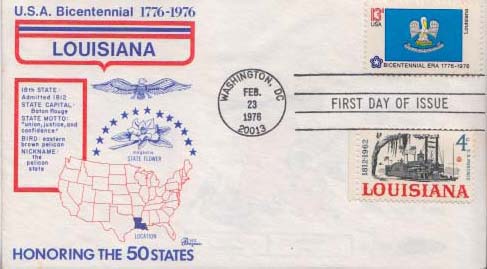 U.S.A. Bicentennial 1776-1976
LOUISIANA
18th STATE:
Admitted 1812
STATE CAPITAL:
Baton Rouge
STATE MOTTO:
"union, justice, and
confidence"
BIRD: eastern
brown pelican
NICKNAME:
the
pelican
state
magnolia
STATE FLOWER
LOCATION
HONORING THE 50 STATES
WASHINGTON, DC
FEB.
23
1976
20013
FIRST DAY OF ISSUE
13c
USA
Louisiana
BICENTENNIAL ERA 1776-1976
1812-1962
4c
U.S. POSTAGE
LOUISIANA